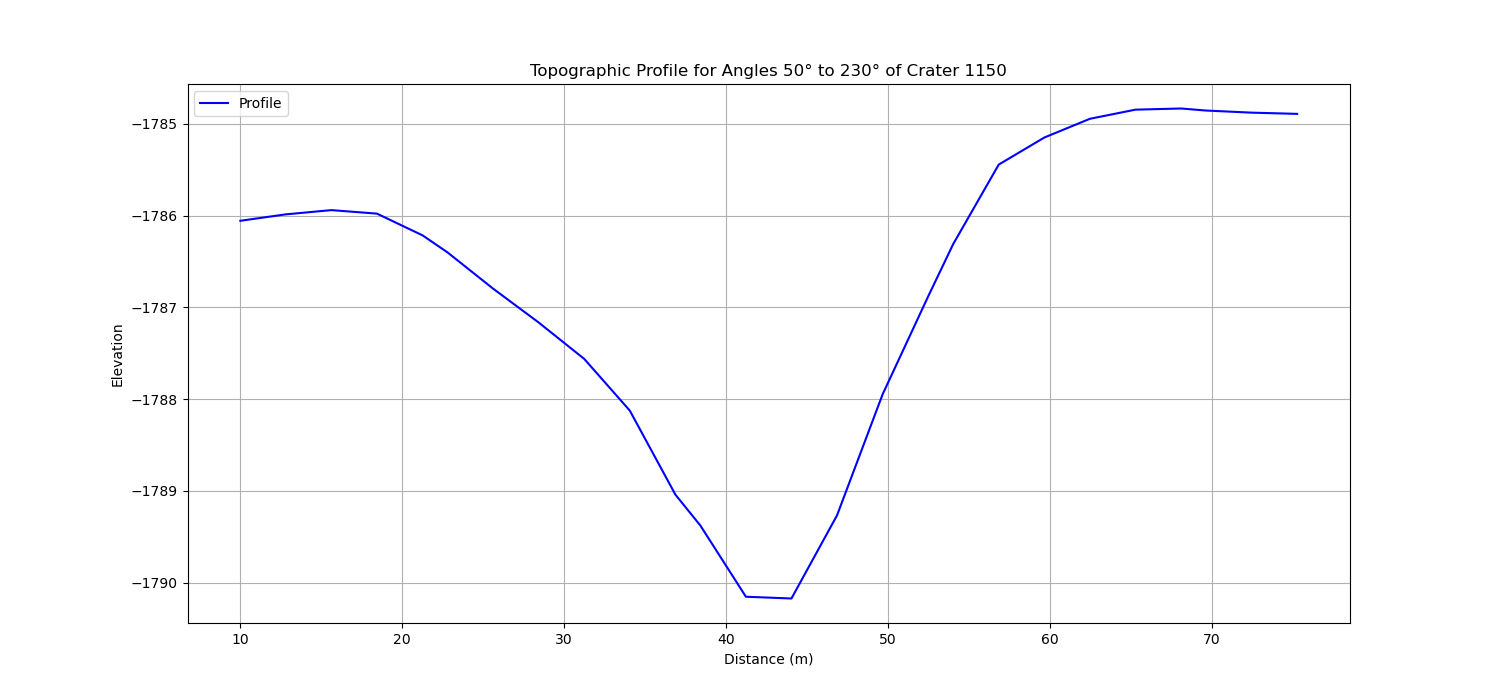 Topographic Profile for Angles 50° to 230° of Crater 1150
Profile
−1785
−1786
−1787
−1788
−1789
−1790
Elevation
10 20 30 40 50 60 70
Distance (m)